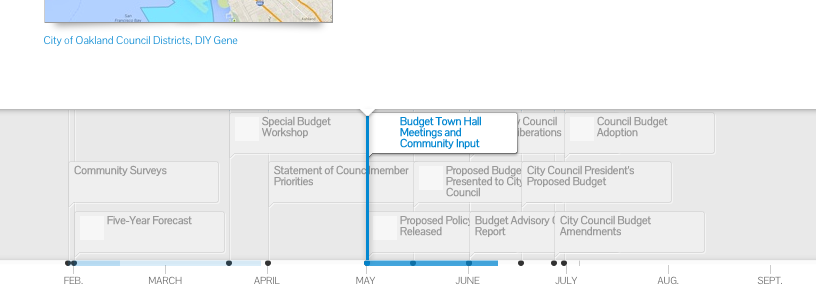 City of Oakland Council Districts, DIY Gene
Special Budget
Workshop
Budget Town Hall
Meetings and
Community Input
Council
Council Budget
Adoption
Community Surveys
Statement of Councilmember
Priorities
Proposed Budge
Presented to City
Council
City Council President's
Proposed Budget
Five-Year Forecast
Proposed Policy
Released
Budget Advisory
Report
City Council Budget
Amendments
FEB.
MARCH
APRIL
MAY
JUNE
JULY
AUG.
SEPT.